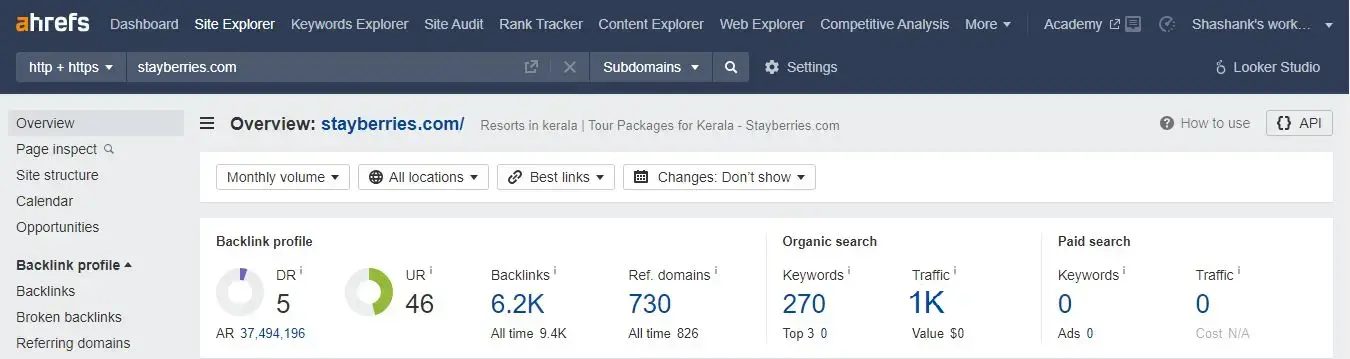 ahrefs Dashboard Site Explorer Keywords Explorer Site Audit Rank Tracker Content Explorer Web Explorer Competitive Analysis More Academy Shashank's work...
http + https stayberries.com Subdomains Settings Looker Studio
Overview
Page inspect
Site structure
Calendar
Opportunities
Backlink profile
Backlinks
Broken backlinks
Referring domains
Overview: stayberries.com/ Resorts in kerala | Tour Packages for Kerala - Stayberries.com How to use {} API
Monthly volume All locations Best links Changes: Don't show
Backlink profile
DR i UR i Backlinks i Ref. domains i
5 46 6.2K 730
AR 37,494,196 All time 9.4K All time 826
Organic search
Keywords i Traffic i
270 1K
Top 3 0 Value $0
Paid search
Keywords i Traffic i
0 0
Ads 0 Cost N/A